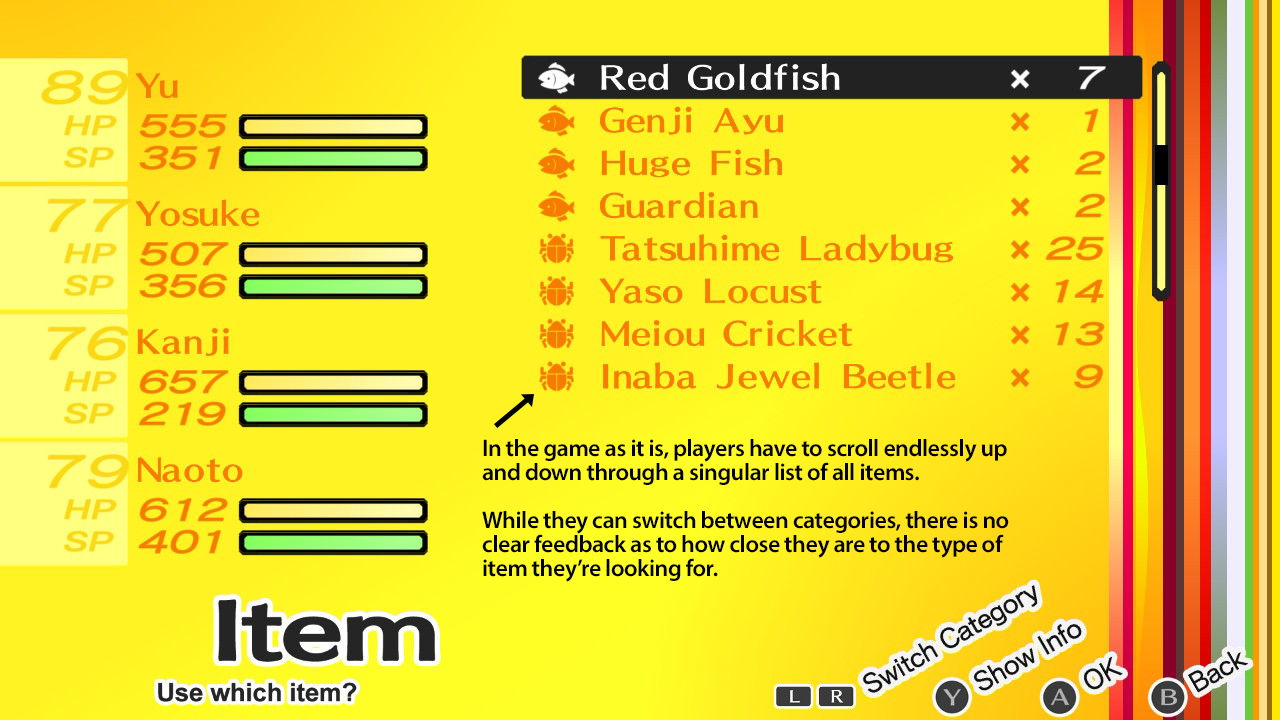 89 Yu
HP 555
SP 351
77 Yosuke
HP 507
SP 356
76 Kanji
HP 657
SP 219
79 Naoto
HP 612
SP 401
Red Goldfish × 7
Genji Ayu × 1
Huge Fish × 2
Guardian × 2
Tatsuhime Ladybug × 25
Yaso Locust × 14
Meiou Cricket × 13
Inaba Jewel Beetle × 9
In the game as it is, players have to scroll endlessly up
and down through a singular list of all items.
While they can switch between categories, there is no
clear feedback as to how close they are to the type of
item they're looking for.
Item
Use which item?
L R Switch Category
Y Show Info
A OK
B Back